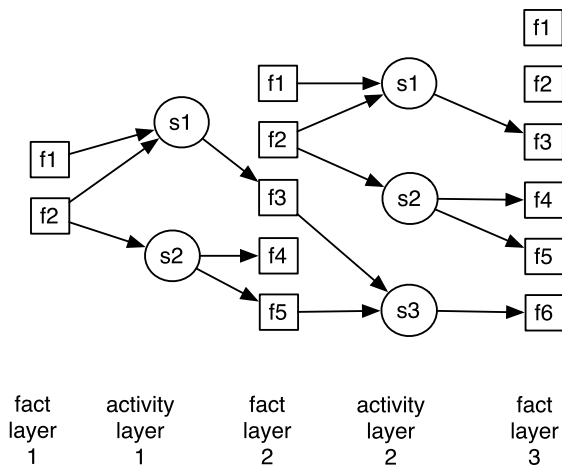 f1
f2
s1
s2
f1
f2
f3
f4
f5
s1
s2
s3
f1
f2
f3
f4
f5
f6
fact
layer
1
activity
layer
1
fact
layer
2
activity
layer
2
fact
layer
3